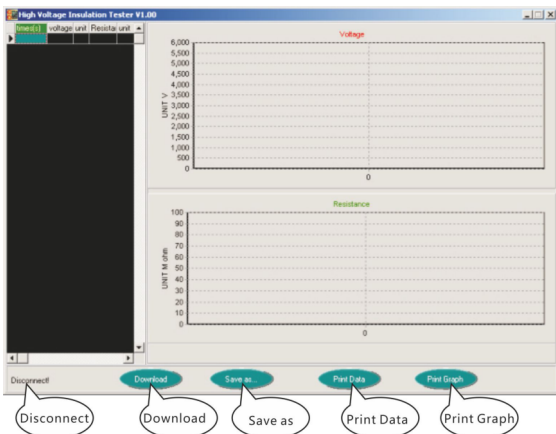 High Voltage Insulation Tester V1.00
times(s) voltage unit Resistai unit
Voltage
6,000
5,500
5,000
4,500
4,000
3,500
3,000
2,500
2,000
1,500
1,000
500
0
UNIT V
0
Resistance
100
90
80
70
60
50
40
30
20
10
0
UNIT M ohm
0
Disconnect!
Download
Save as...
Print Data
Print Graph
Disconnect
Download
Save as
Print Data
Print Graph